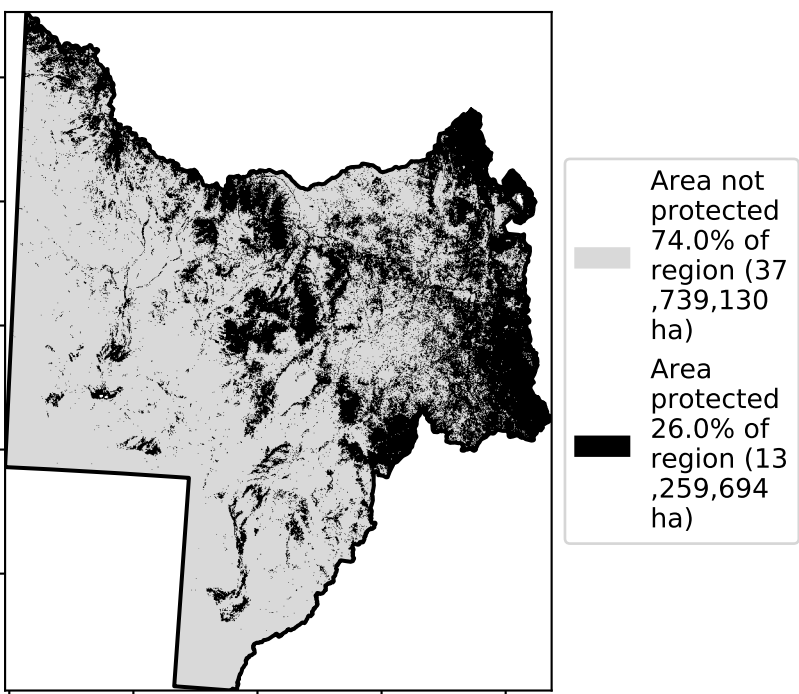 Area not
protected
74.0% of
region (37
,739,130
ha)
Area
protected
26.0% of
region (13
,259,694
ha)